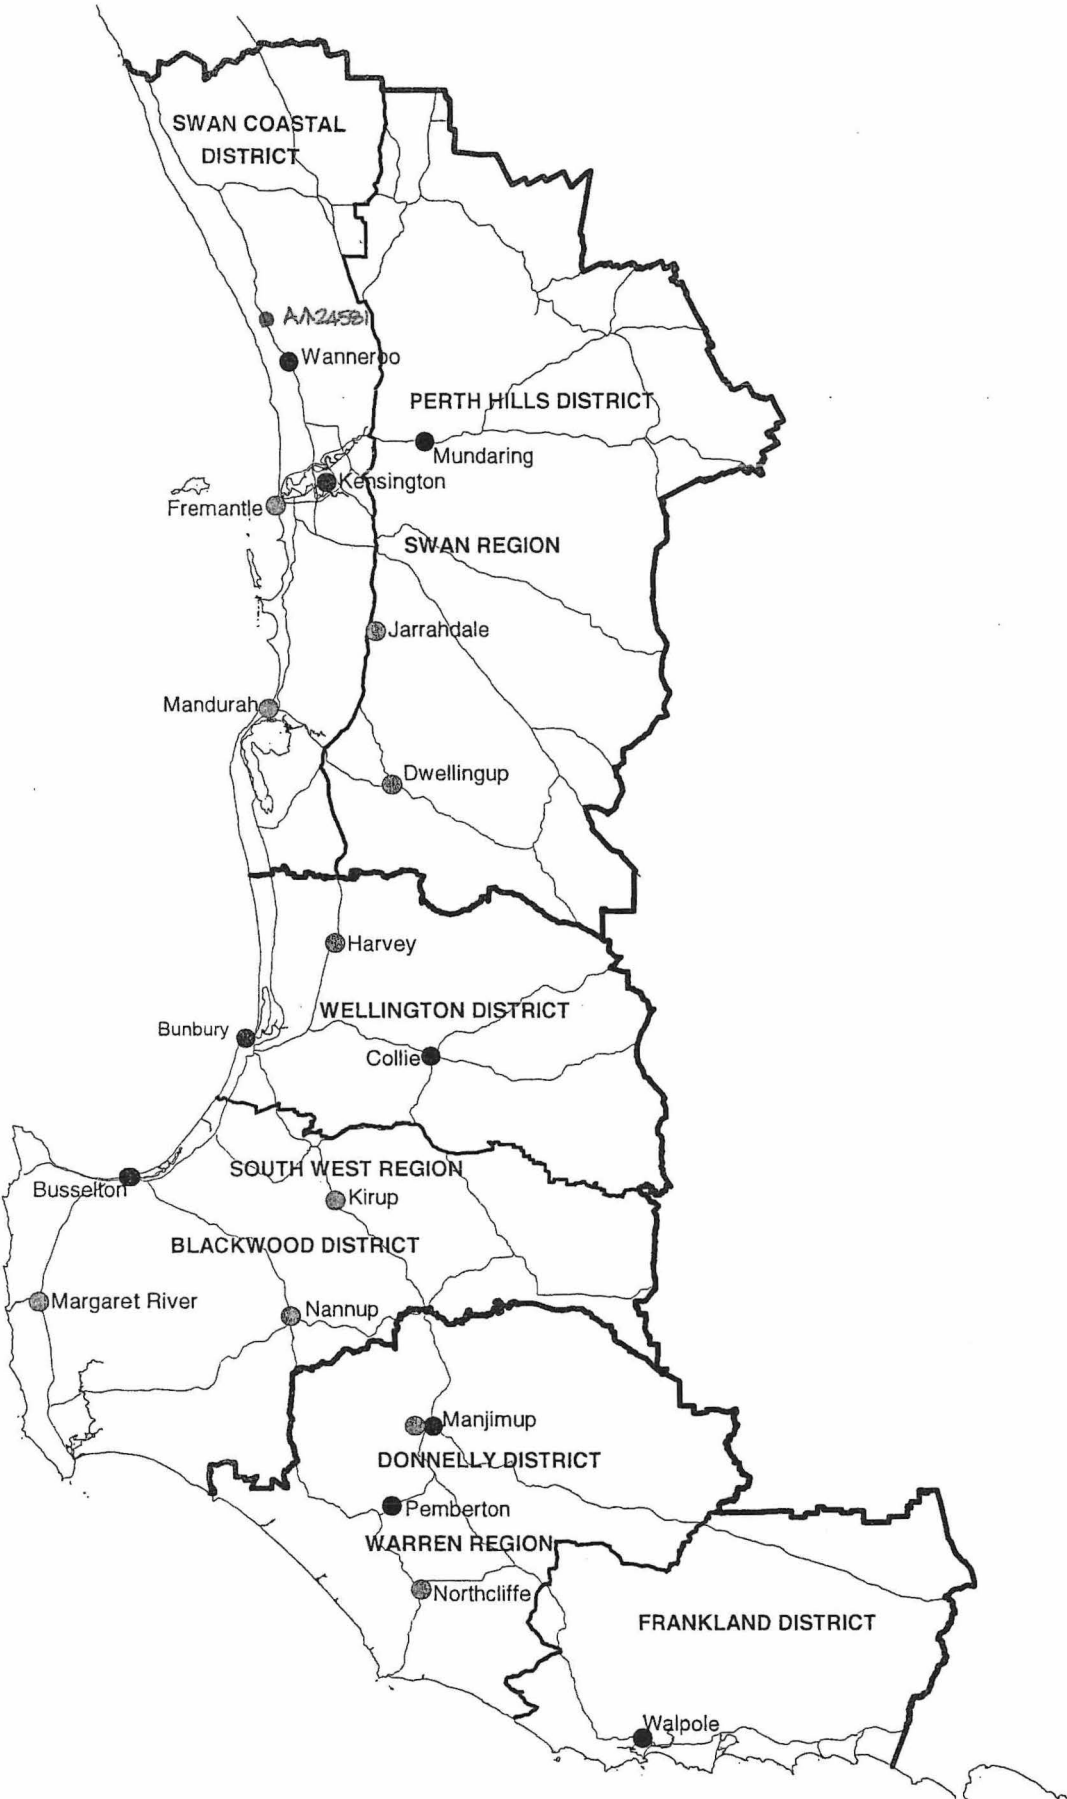 SWAN COASTAL
DISTRICT
Wanneroo
PERTH HILLS DISTRICT
Mundaring
Kensington
Fremantle
SWAN REGION
Jarrahdale
Mandurah
Dwellingup
Harvey
WELLINGTON DISTRICT
Bunbury
Collie
SOUTH WEST REGION
Busselton
Kirup
BLACKWOOD DISTRICT
Margaret River
Nannup
Manjimup
DONNELLY DISTRICT
Pemberton
WARREN REGION
Northcliffe
FRANKLAND DISTRICT
Walpole